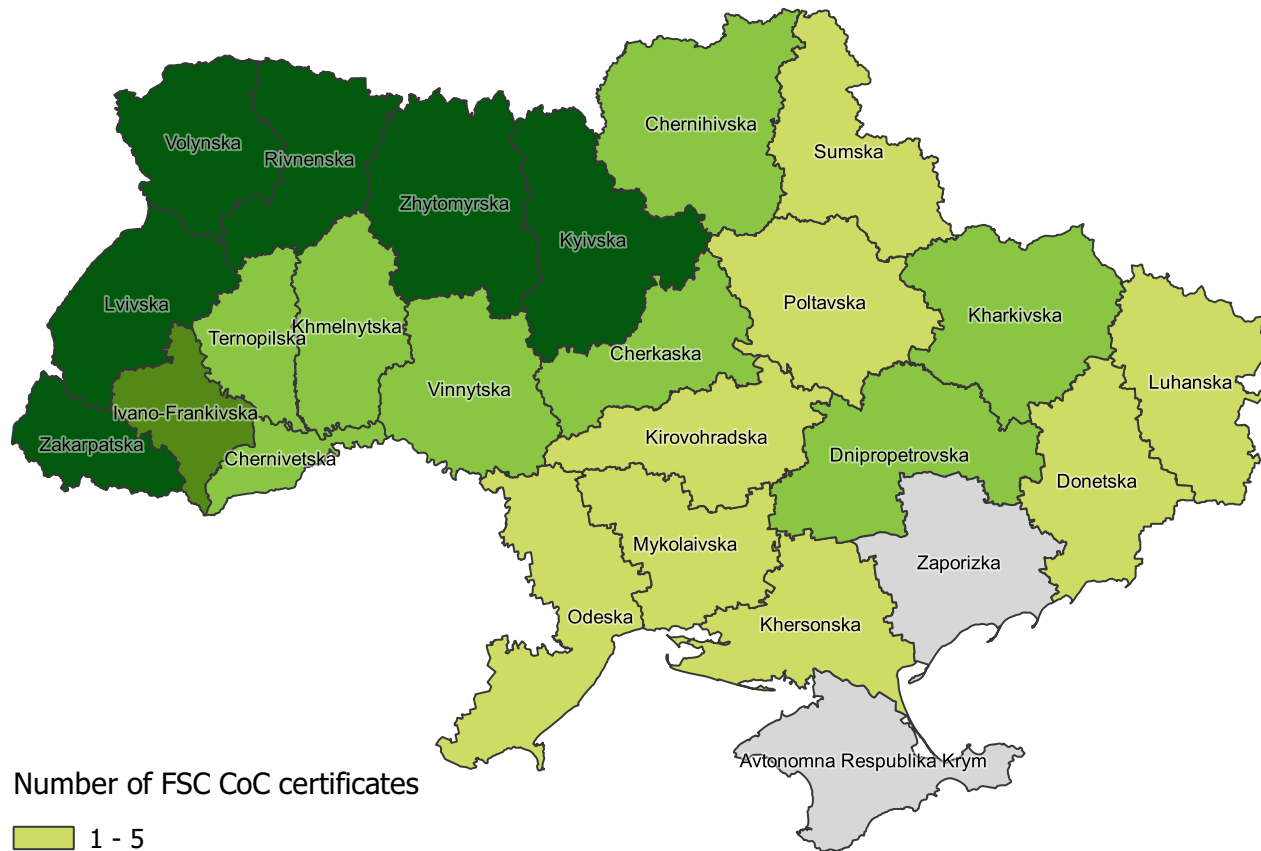 Chernihivska
Sumska
Volynska
Rivnenska
Zhytomyrska
Kyivska
Lvivska
Poltavska
Kharkivska
Ternopilska
Khmelnytska
Cherkaska
Vinnytska
Luhanska
Ivano-Frankivska
Zakarpatska
Chernivetska
Kirovohradska
Dnipropetrovska
Donetska
Mykolaivska
Zaporizka
Odeska
Khersonska
Avtonomna Respublika Krym
Number of FSC CoC certificates
1 - 5